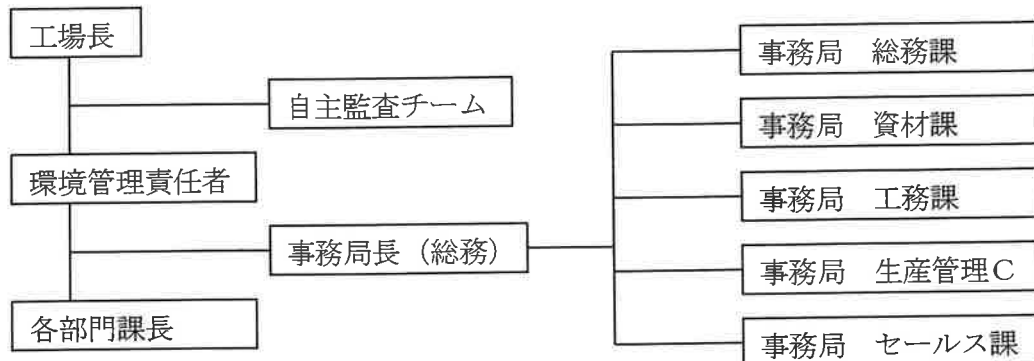 工場長
自主監査チーム
環境管理責任者
事務局長（総務）
各部門課長
事務局　総務課
事務局　資材課
事務局　工務課
事務局　生産管理C
事務局　セールス課